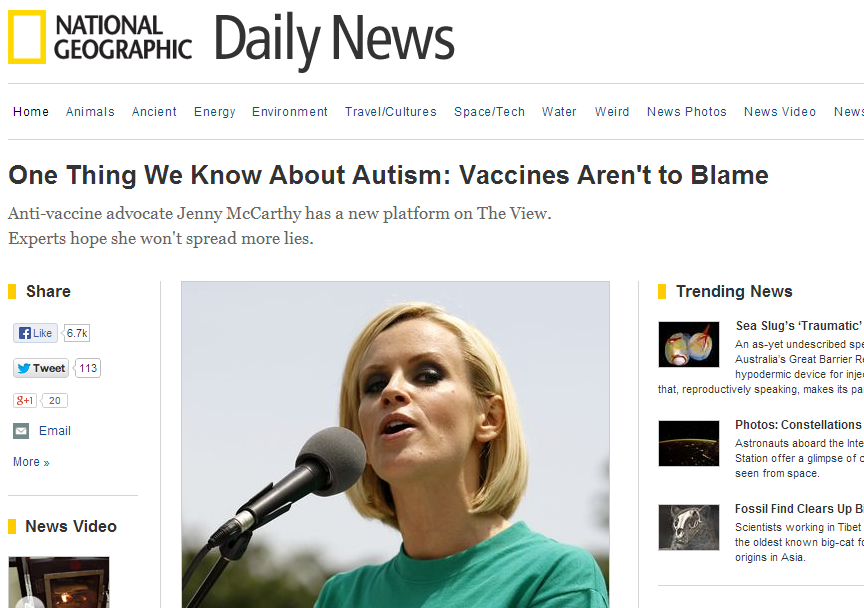 NATIONAL
GEOGRAPHIC
Daily News
Home Animals Ancient Energy Environment Travel/Cultures Space/Tech Water Weird News Photos News Video News
One Thing We Know About Autism: Vaccines Aren't to Blame
Anti-vaccine advocate Jenny McCarthy has a new platform on The View.
Experts hope she won't spread more lies.
Share
Like 6.7k
Tweet 113
g+1 20
Email
More »
News Video
Trending News
Sea Slug's ‘Traumatic’
An as-yet undescribed
Australia's Great Barrier
hypodermic device for
that, reproductively speaking, makes its
Photos: Constellations
Astronauts aboard the
Station offer a glimpse of
seen from space.
Fossil Find Clears Up
Scientists working in Tibet
the oldest known big-cat
origins in Asia.